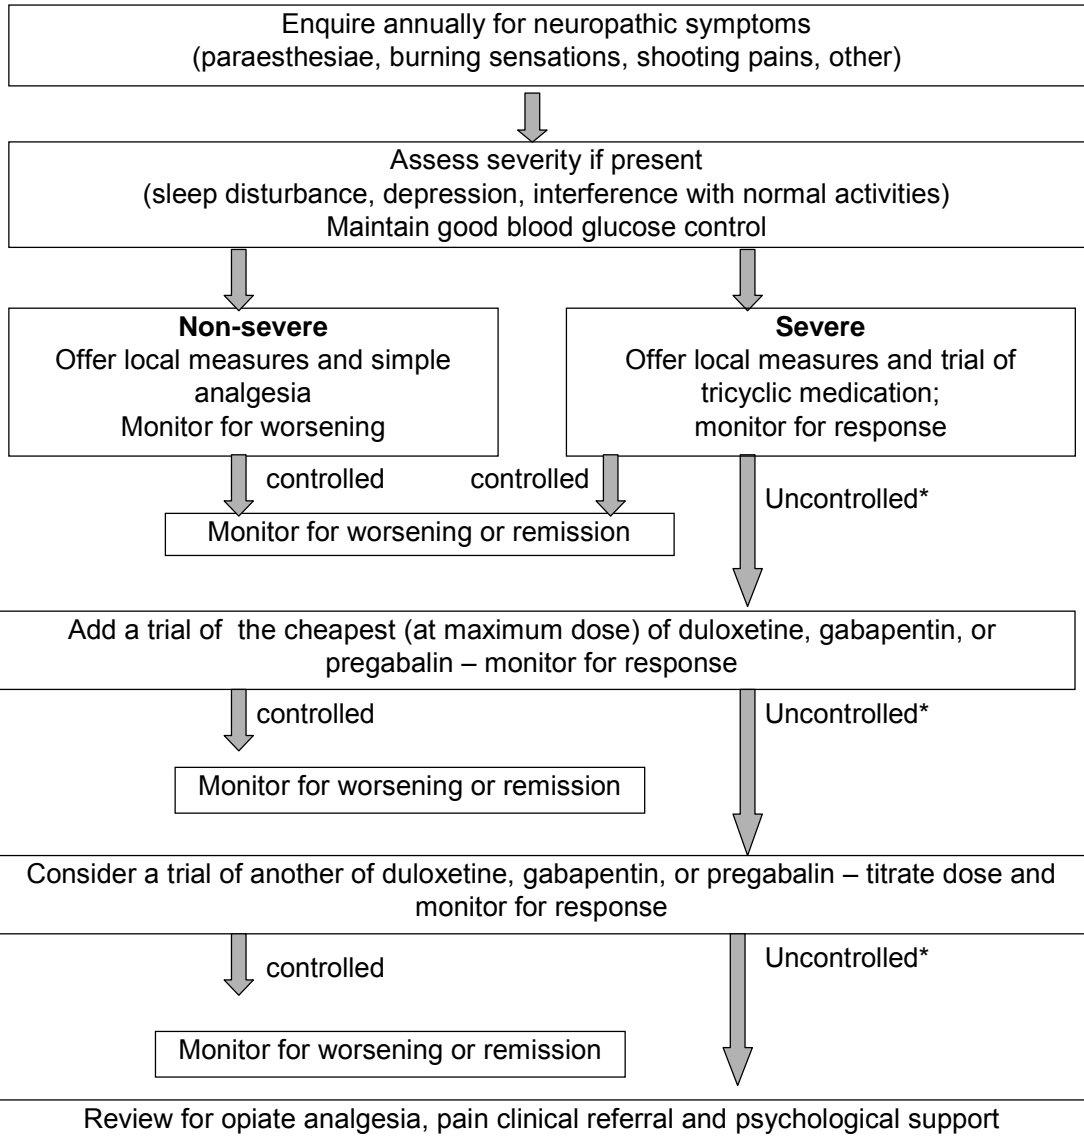 Enquire annually for neuropathic symptoms
(paraesthesiae, burning sensations, shooting pains, other)
Assess severity if present
(sleep disturbance, depression, interference with normal activities)
Maintain good blood glucose control
Non-severe
Offer local measures and simple
analgesia
Monitor for worsening
Severe
Offer local measures and trial of
tricyclic medication;
monitor for response
controlled
controlled
Uncontrolled*
Monitor for worsening or remission
Add a trial of the cheapest (at maximum dose) of duloxetine, gabapentin, or
pregabalin – monitor for response
controlled
Uncontrolled*
Monitor for worsening or remission
Consider a trial of another of duloxetine, gabapentin, or pregabalin – titrate dose and
monitor for response
controlled
Uncontrolled*
Monitor for worsening or remission
Review for opiate analgesia, pain clinical referral and psychological support